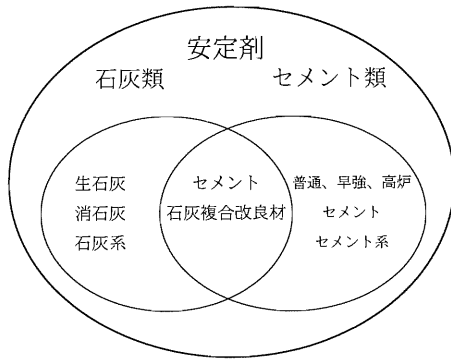 安定剤
石灰類
セメント類
生石灰
消石灰
石灰系
セメント
石灰複合改良材
普通、早強、高炉
セメント
セメント系